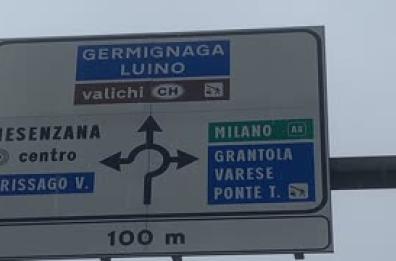 GERMIGNAGA
LUINO
valichi CH
ESENZANA
centro
RISSAGO V.
MILANO A8
GRANTOLA
VARESE
PONTE T.
100 m